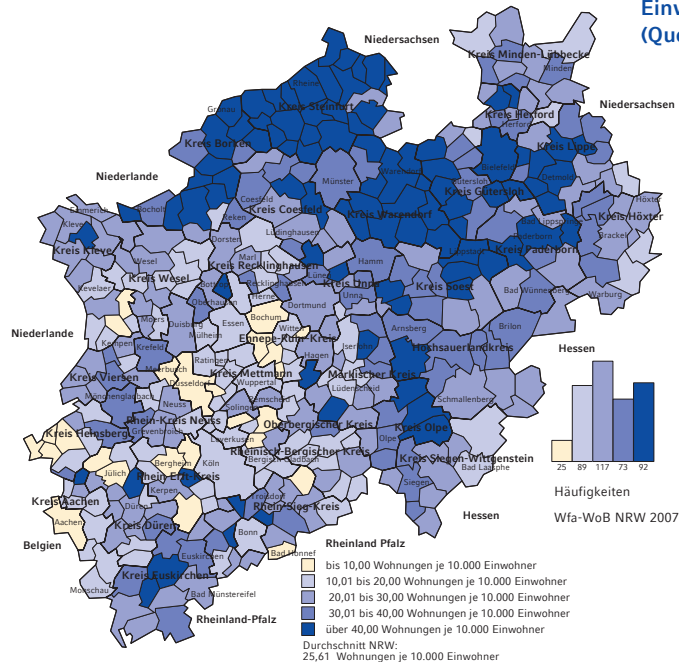 Einw
(Que
Niedersachsen
Kreis Minden-Lübbecke
Minden
Rheine
Gronau
Kreis Steinfurt
Niedersachsen
Kreis Herford
Herford
Kreis Borken
Kreis Lippe
Bielefeld
Niederlande
Münster
Warendorf
Gütersloh
Detmold
Kreis Gütersloh
Emmerich
Bocholt
Coesfeld
Höxter
Kleve
Reken
Kreis Coesfeld
Kreis Warendorf
Bad Lippspringe
Kreis Höxter
Lüdinghausen
Paderborn
Brackel
Dorsten
Kreis Kleve
Lippstadt
Kreis Paderborn
Wesel
Marl
Hamm
Kreis Recklinghausen
Kreis Wesel
Lünen
Kreis Unna
Recklinghausen
Kreis Soest
Kevelaer
Bottrop
Bad Wünnenberg
Oberhausen
Herne
Unna
Warburg
Dortmund
Bochum
Moers
Duisburg
Essen
Witten
Arnsberg
Brilon
Niederlande
Mülheim
Ennepe-Ruhr-Kreis
Kempen
Krefeld
Iserlohn
Hochsauerlandkreis
Hessen
Hagen
Ratingen
Meerbusch
Kreis Mettmann
Märkischer Kreis
Kreis Viersen
Düsseldorf
Wuppertal
Lüdenscheid
Mönchengladbach
Remscheid
Schmallenberg
Neuss
Solingen
Rhein-Kreis Neuss
Oberbergischer Kreis
Kreis Olpe
Kreis Heinsberg
Grevenbroich
Leverkusen
Olpe
Rheinisch-Bergischer Kreis
Bergisch Gladbach
Kreis Siegen-Wittgenstein
Bergheim
Köln
Bad Laasphe
Jülich
Rhein-Erft-Kreis
25 89 117 73 92
Siegen
Kerpen
Häufigkeiten
Kreis Aachen
Troisdorf
Düren
Rhein-Sieg-Kreis
Hessen
Wfa-WoB NRW 2007
Aachen
Kreis Düren
Bonn
Belgien
Rheinland Pfalz
Euskirchen
Bad Honnef
bis 10,00 Wohnungen je 10.000 Einwohner
Kreis Euskirchen
10,01 bis 20,00 Wohnungen je 10.000 Einwohner
Monschau
Bad Münstereifel
20,01 bis 30,00 Wohnungen je 10.000 Einwohner
30,01 bis 40,00 Wohnungen je 10.000 Einwohner
Rheinland-Pfalz
über 40,00 Wohnungen je 10.000 Einwohner
Durchschnitt NRW:
25,61 Wohnungen je 10.000 Einwohner